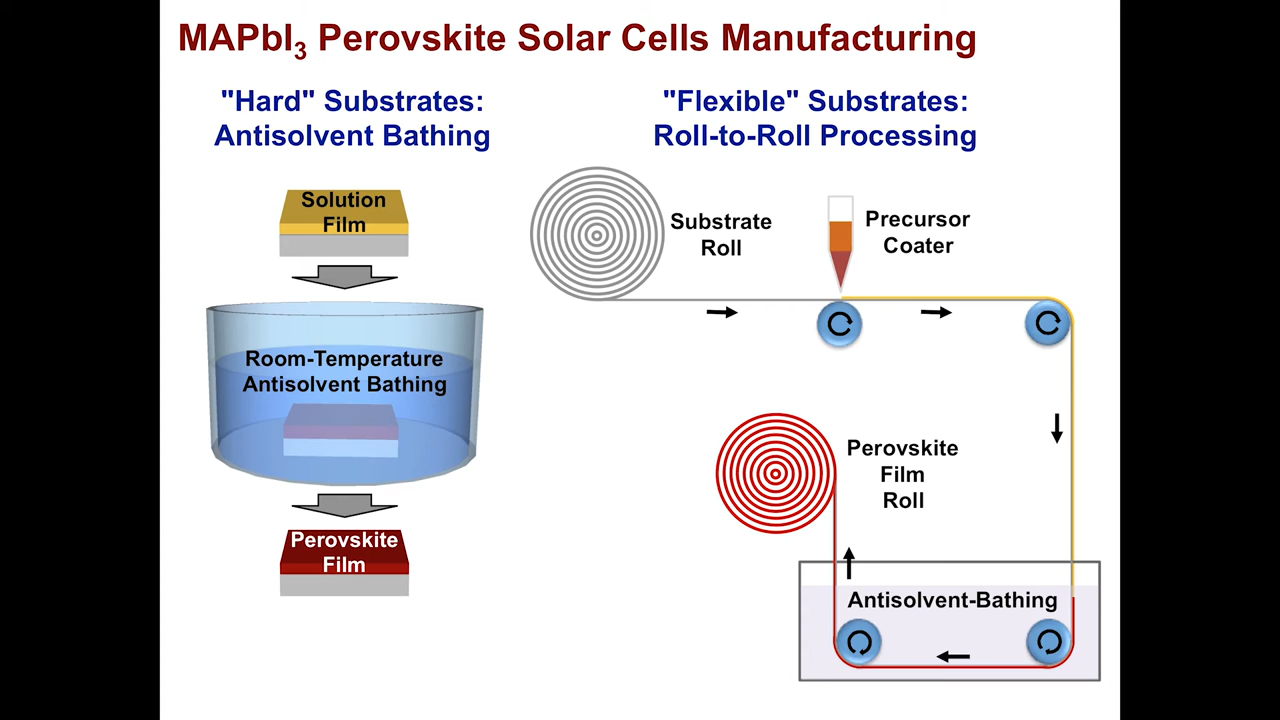 MAPbI₃ Perovskite Solar Cells Manufacturing
"Hard" Substrates:
Antisolvent Bathing
Solution
Film
Room-Temperature
Antisolvent Bathing
Perovskite
Film
"Flexible" Substrates:
Roll-to-Roll Processing
Substrate
Roll
Precursor
Coater
Perovskite
Film
Roll
Antisolvent-Bathing